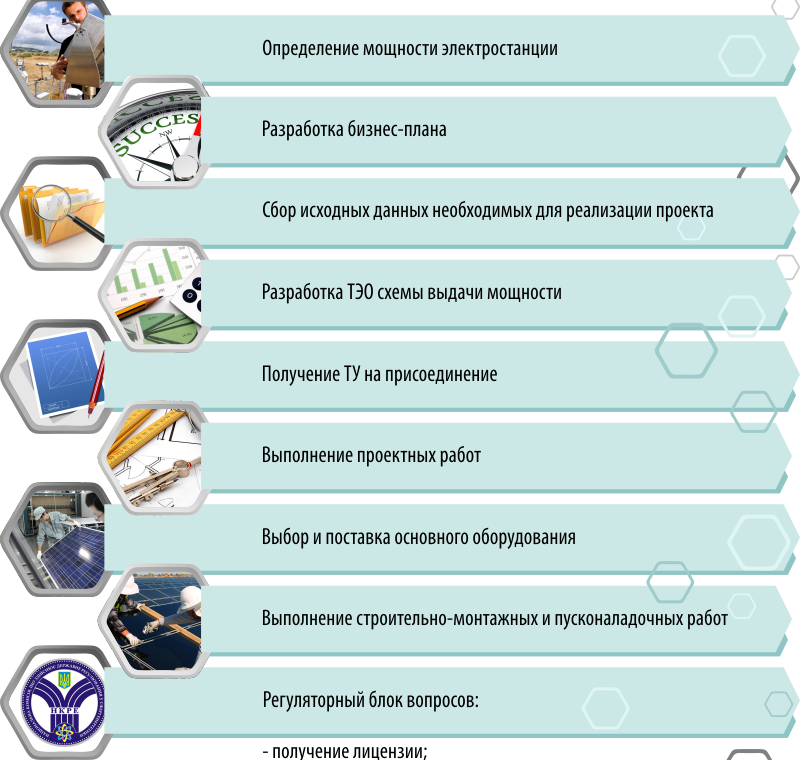 Определение мощности электростанции
SUCCESS
NW
Разработка бизнес-плана
Сбор исходных данных необходимых для реализации проекта
Разработка ТЭО схемы выдачи мощности
Получение ТУ на присоединение
Выполнение проектных работ
Выбор и поставка основного оборудования
Выполнение строительно-монтажных и пусконаладочных работ
НКРЕ
Регуляторный блок вопросов:
- получение лицензии;